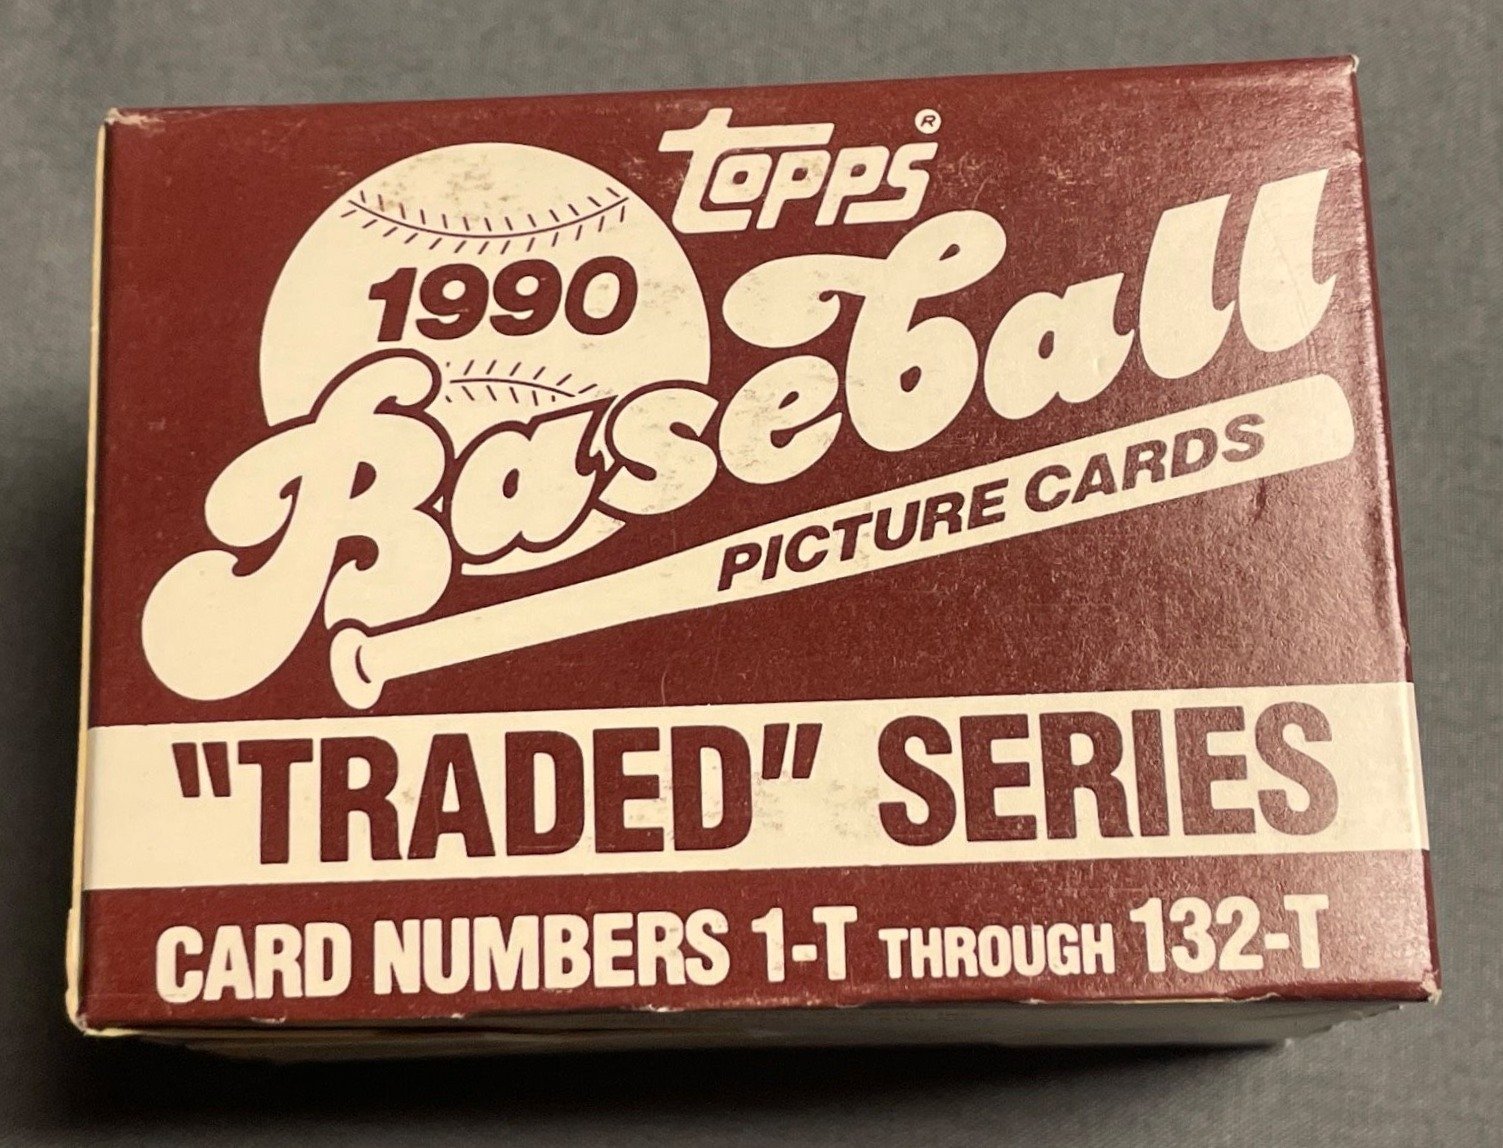 TOPPS®
1990
Baseball
PICTURE CARDS
"TRADED" SERIES
CARD NUMBERS 1-T THROUGH 132-T